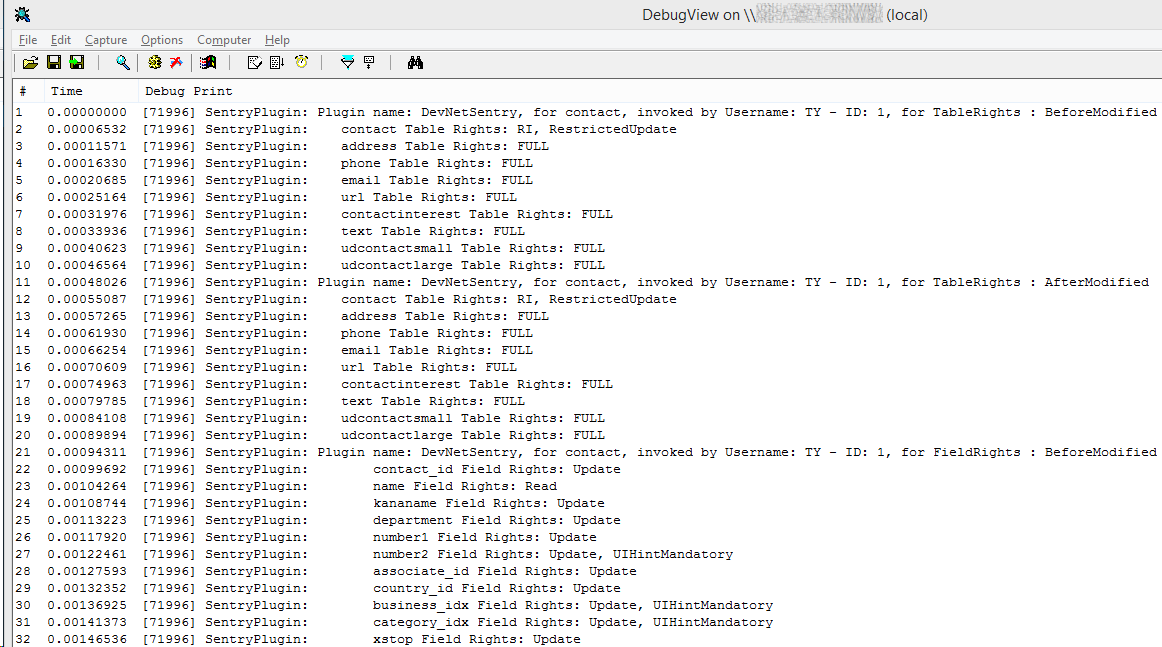 DebugView on \\ (local)
File Edit Capture Options Computer Help
# Time Debug Print
1 0.00000000 [71996] SentryPlugin: Plugin name: DevNetSentry, for contact, invoked by Username: TY - ID: 1, for TableRights : BeforeModified
2 0.00006532 [71996] SentryPlugin: contact Table Rights: RI, RestrictedUpdate
3 0.00011571 [71996] SentryPlugin: address Table Rights: FULL
4 0.00016330 [71996] SentryPlugin: phone Table Rights: FULL
5 0.00020685 [71996] SentryPlugin: email Table Rights: FULL
6 0.00025164 [71996] SentryPlugin: url Table Rights: FULL
7 0.00031976 [71996] SentryPlugin: contactinterest Table Rights: FULL
8 0.00033936 [71996] SentryPlugin: text Table Rights: FULL
9 0.00040623 [71996] SentryPlugin: udcontactsmall Table Rights: FULL
10 0.00046564 [71996] SentryPlugin: udcontactlarge Table Rights: FULL
11 0.00048026 [71996] SentryPlugin: Plugin name: DevNetSentry, for contact, invoked by Username: TY - ID: 1, for TableRights : AfterModified
12 0.00055087 [71996] SentryPlugin: contact Table Rights: RI, RestrictedUpdate
13 0.00057265 [71996] SentryPlugin: address Table Rights: FULL
14 0.00061930 [71996] SentryPlugin: phone Table Rights: FULL
15 0.00066254 [71996] SentryPlugin: email Table Rights: FULL
16 0.00070609 [71996] SentryPlugin: url Table Rights: FULL
17 0.00074963 [71996] SentryPlugin: contactinterest Table Rights: FULL
18 0.00079785 [71996] SentryPlugin: text Table Rights: FULL
19 0.00084108 [71996] SentryPlugin: udcontactsmall Table Rights: FULL
20 0.00089894 [71996] SentryPlugin: udcontactlarge Table Rights: FULL
21 0.00094311 [71996] SentryPlugin: Plugin name: DevNetSentry, for contact, invoked by Username: TY - ID: 1, for FieldRights : BeforeModified
22 0.00099692 [71996] SentryPlugin: contact_id Field Rights: Update
23 0.00104264 [71996] SentryPlugin: name Field Rights: Read
24 0.00108744 [71996] SentryPlugin: kananame Field Rights: Update
25 0.00113223 [71996] SentryPlugin: department Field Rights: Update
26 0.00117920 [71996] SentryPlugin: number1 Field Rights: Update
27 0.00122461 [71996] SentryPlugin: number2 Field Rights: Update, UIHintMandatory
28 0.00127593 [71996] SentryPlugin: associate_id Field Rights: Update
29 0.00132352 [71996] SentryPlugin: country_id Field Rights: Update
30 0.00136925 [71996] SentryPlugin: business_idx Field Rights: Update, UIHintMandatory
31 0.00141373 [71996] SentryPlugin: category_idx Field Rights: Update, UIHintMandatory
32 0.00146536 [71996] SentryPlugin: xstop Field Rights: Update